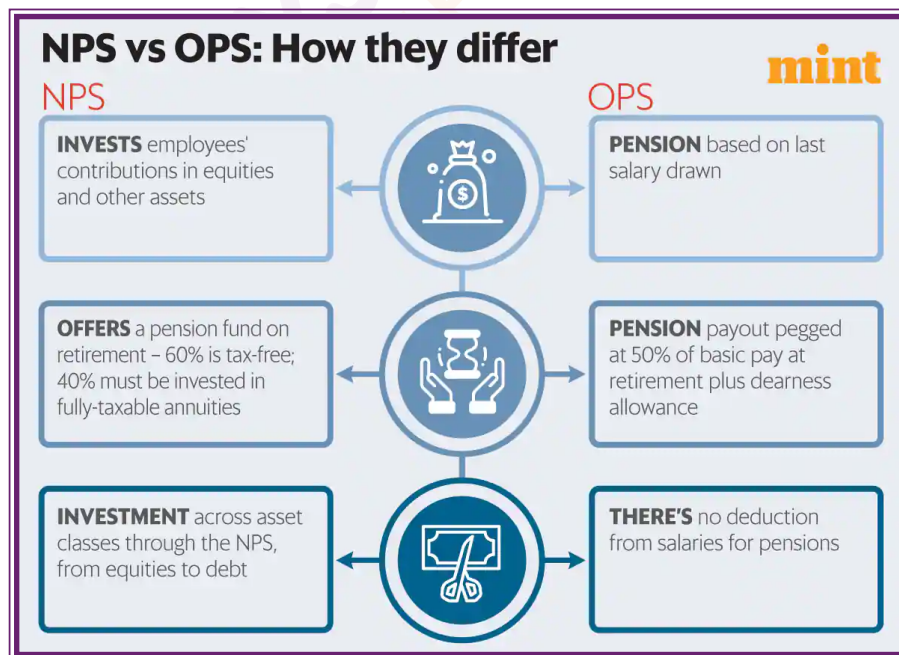 NPS vs OPS: How they differ
mint
NPS
OPS
INVESTS employees'
contributions in equities
and other assets
$
PENSION based on last
salary drawn
OFFERS a pension fund on
retirement – 60% is tax-free;
40% must be invested in
fully-taxable annuities
PENSION payout pegged
at 50% of basic pay at
retirement plus dearness
allowance
INVESTMENT across asset
classes through the NPS,
from equities to debt
THERE'S no deduction
from salaries for pensions